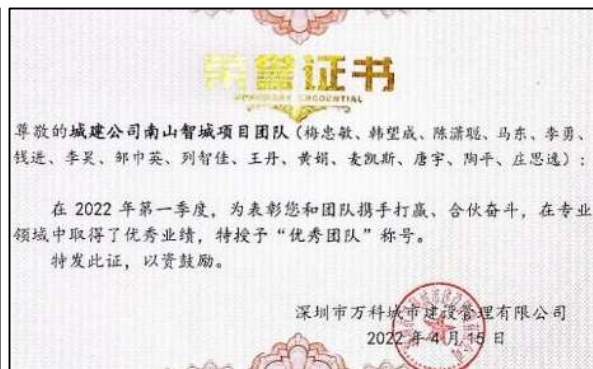 荣誉证书
HONORARY CREDENTIAL
尊敬的城建公司南山智城项目团队（梅忠敏、韩望成、陈潇聪、马东、李勇、
钱进、李昊、邹巾英、列智佳、王丹、黄娟、麦凯斯、唐宇、陶平、庄思逸）：
在 2022 年第一季度，为表彰您和团队携手打赢、合伙奋斗，在专业
领域中取得了优秀业绩，特授予“优秀团队”称号。
特发此证，以资鼓励。
深圳市万科城市建设管理有限公司
2022 年 4 月 15 日